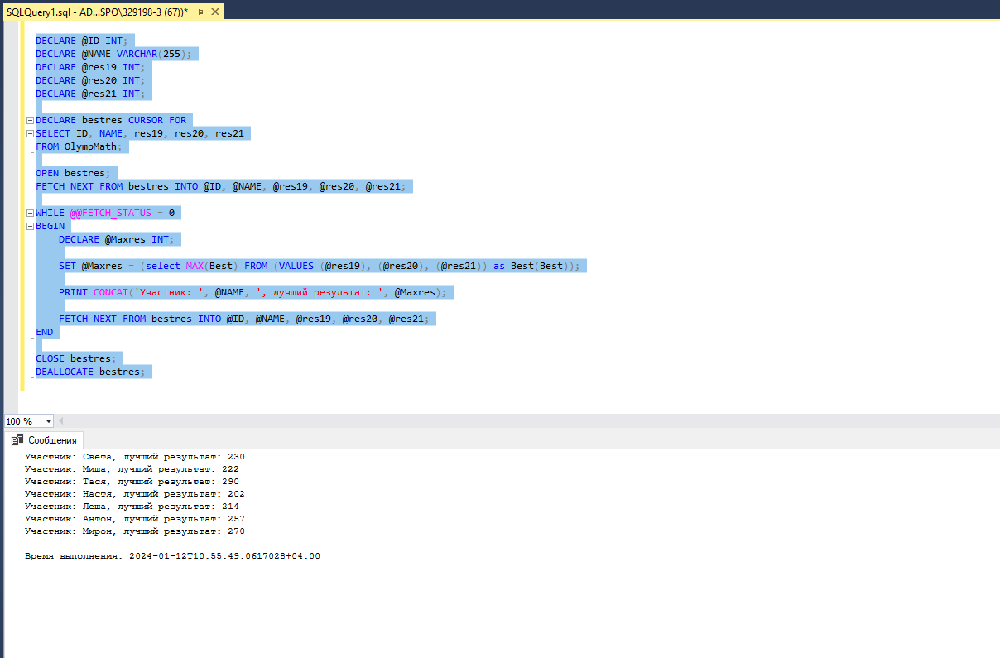 SQLQuery1.sql - AD...SPO\329198-3 (67))*
DECLARE @ID INT;
DECLARE @NAME VARCHAR(255);
DECLARE @res19 INT;
DECLARE @res20 INT;
DECLARE @res21 INT;
DECLARE bestres CURSOR FOR
SELECT ID, NAME, res19, res20, res21
FROM OlympMath;
OPEN bestres;
FETCH NEXT FROM bestres INTO @ID, @NAME, @res19, @res20, @res21;
WHILE @@FETCH_STATUS = 0
BEGIN
DECLARE @Maxres INT;
SET @Maxres = (select MAX(Best) FROM (VALUES (@res19), (@res20), (@res21)) as Best(Best));
PRINT CONCAT('Участник: ', @NAME, ', лучший результат: ', @Maxres);
FETCH NEXT FROM bestres INTO @ID, @NAME, @res19, @res20, @res21;
END
CLOSE bestres;
DEALLOCATE bestres;
100 %
Сообщения
Участник: Света, лучший результат: 230
Участник: Миша, лучший результат: 222
Участник: Тася, лучший результат: 290
Участник: Настя, лучший результат: 202
Участник: Леша, лучший результат: 214
Участник: Антон, лучший результат: 257
Участник: Мирон, лучший результат: 270
Время выполнения: 2024-01-12T10:55:49.0617028+04:00